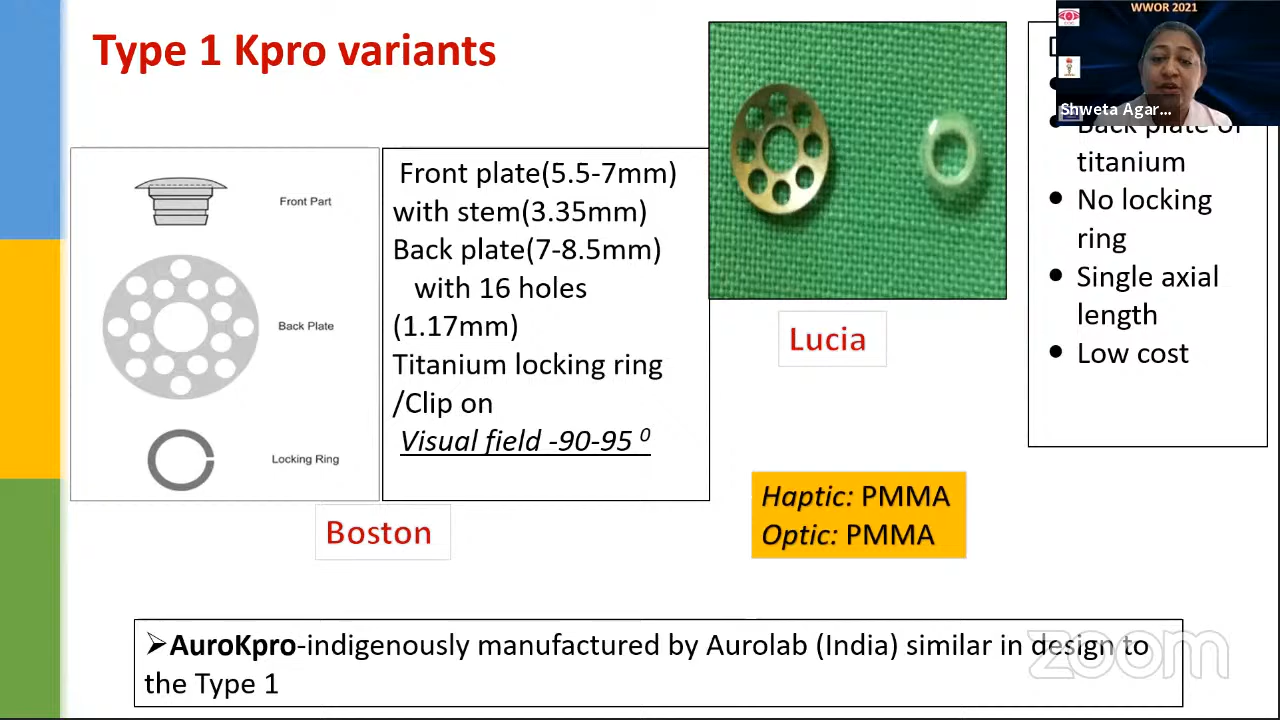 Type 1 Kpro variants
Front Part
Back Plate
Locking Ring
Front plate(5.5-7mm)
with stem(3.35mm)
Back plate(7-8.5mm)
with 16 holes
(1.17mm)
Titanium locking ring
/Clip on
Visual field -90-95 0
Boston
Lucia
Haptic: PMMA
Optic: PMMA
WWOR 2021
Shweta Agar...
Back plate of
titanium
No locking
ring
Single axial
length
Low cost
AuroKpro-indigenously manufactured by Aurolab (India) similar in design to
the Type 1
zoom